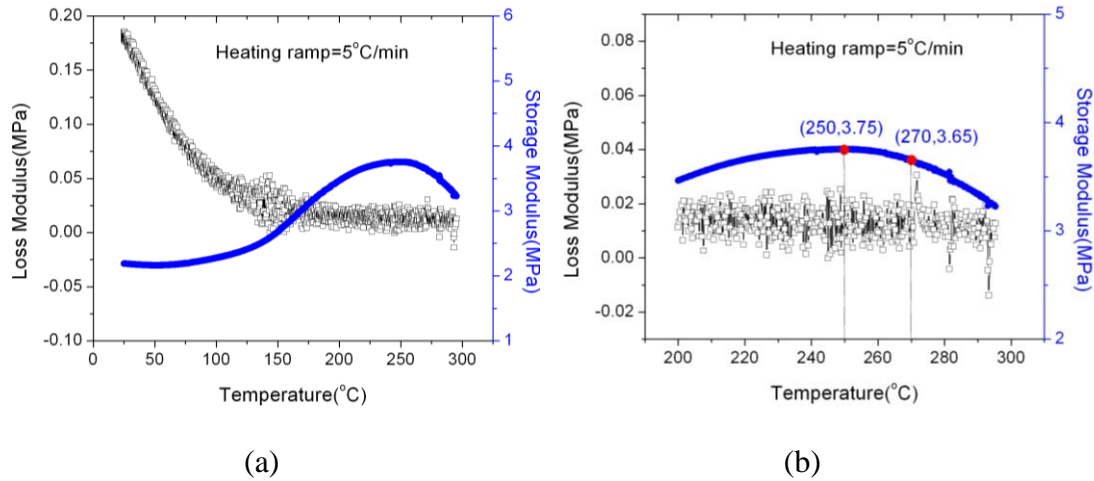 Heating ramp=5°C/min
Loss Modulus(MPa)
0.20
0.15
0.10
0.05
0.00
-0.05
-0.10
0 50 100 150 200 250 300
Temperature(°C)
6
5
4
3
2
1
Storage Modulus(MPa)
(a)
Heating ramp=5°C/min
(250,3.75)
(270,3.65)
Loss Modulus(MPa)
0.08
0.06
0.04
0.02
0.00
-0.02
200 220 240 260 280 300
Temperature(°C)
5
4
3
2
Storage Modulus(MPa)
(b)